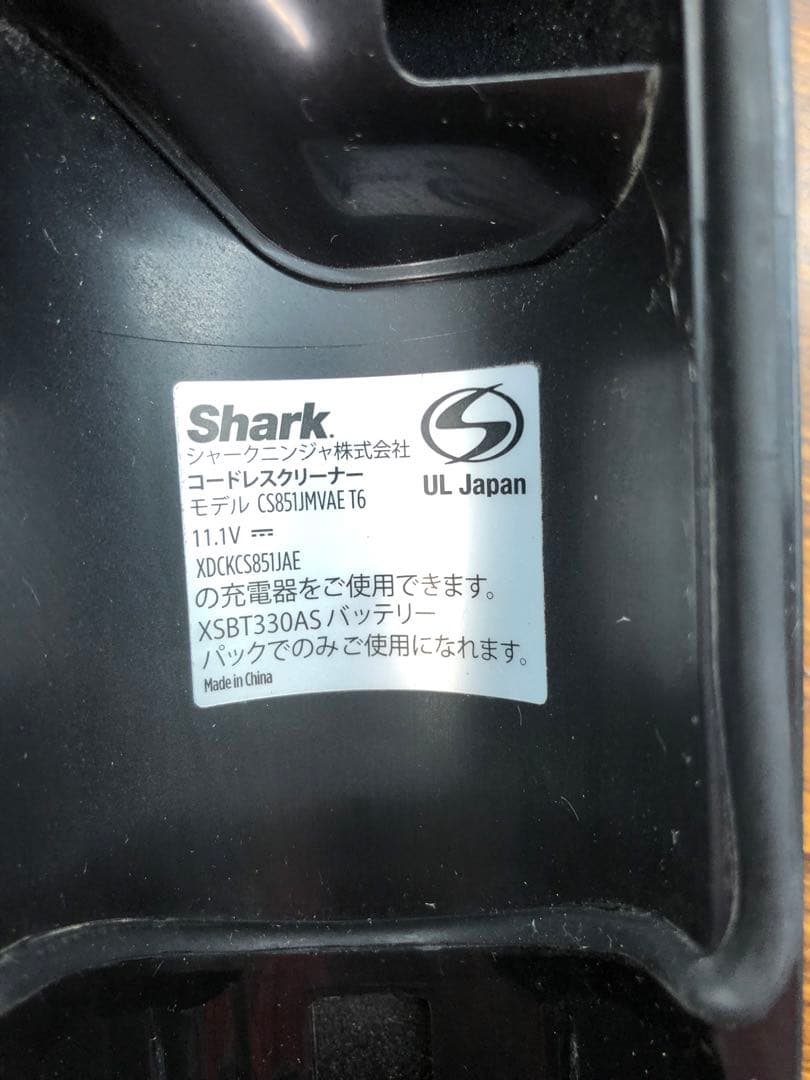 Shark.
シャークニンジャ株式会社
コードレスクリーナー
モデル CS851JMVAE T6
UL Japan
11.1V ⎓
XDCKCS851JAE
の充電器をご使用できます。
XSBT330AS バッテリー
パックでのみご使用になれます。
Made in China